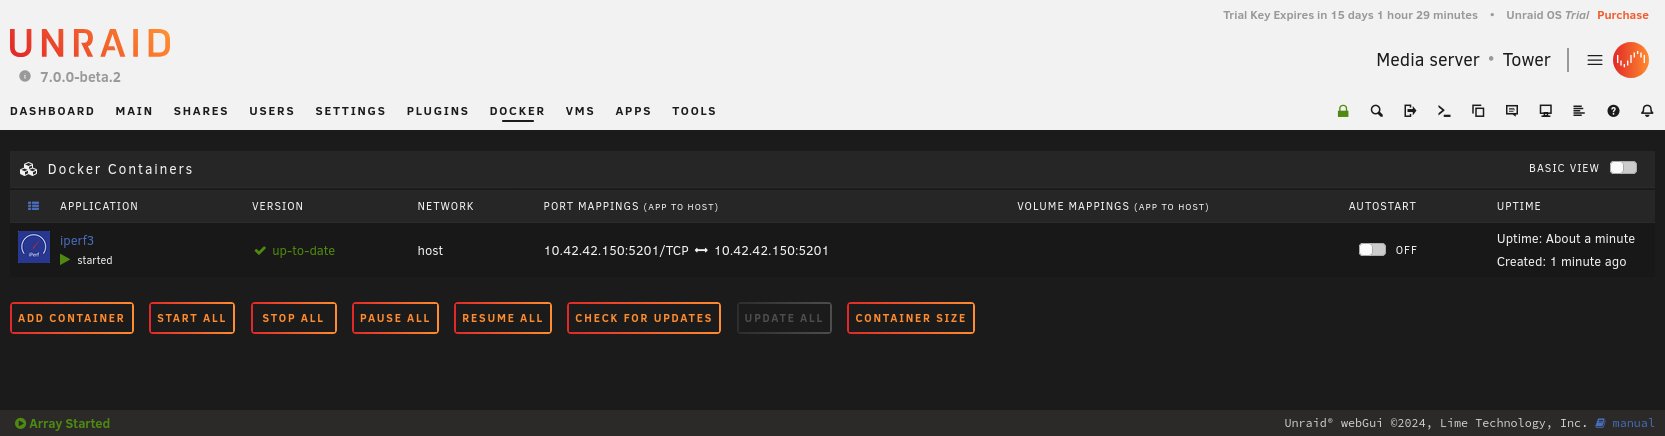 Trial Key Expires in 15 days 1 hour 29 minutes • Unraid OS Trial Purchase
UNRAID
7.0.0-beta.2
Media server • Tower
DASHBOARD MAIN SHARES USERS SETTINGS PLUGINS DOCKER VMS APPS TOOLS
Docker Containers
BASIC VIEW
APPLICATION VERSION NETWORK PORT MAPPINGS (APP TO HOST) VOLUME MAPPINGS (APP TO HOST) AUTOSTART UPTIME
iPerf
iperf3
started
up-to-date
host
10.42.42.150:5201/TCP ↔ 10.42.42.150:5201
OFF
Uptime: About a minute
Created: 1 minute ago
ADD CONTAINER START ALL STOP ALL PAUSE ALL RESUME ALL CHECK FOR UPDATES UPDATE ALL CONTAINER SIZE
Array Started
Unraid® webGui ©2024, Lime Technology, Inc. manual